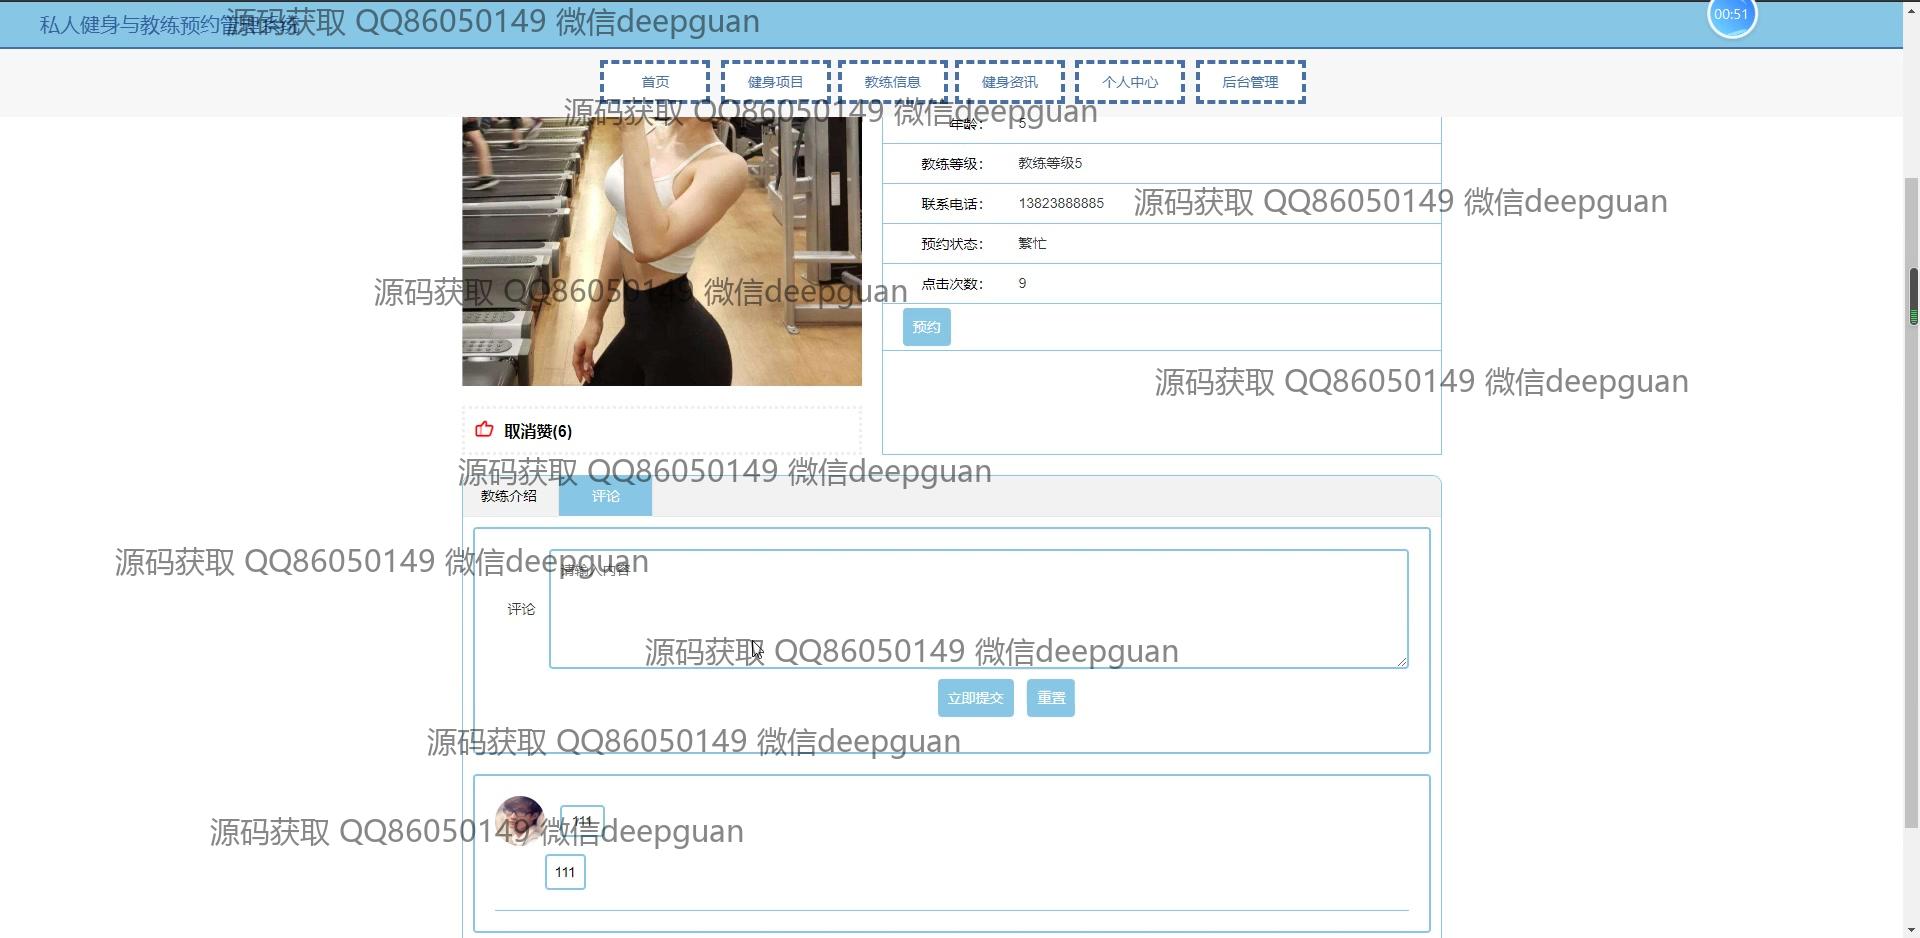 私人健身与教练预约管理系统
源码获取 QQ86050149 微信deepguan
00:51
首页 健身项目 教练信息 健身资讯 个人中心 后台管理
源码获取 QQ86050149 微信deepguan
年龄: 5
教练等级: 教练等级5
联系电话: 13823888885
源码获取 QQ86050149 微信deepguan
预约状态: 繁忙
点击次数: 9
源码获取 QQ86050149 微信deepguan
预约
源码获取 QQ86050149 微信deepguan
取消赞(6)
源码获取 QQ86050149 微信deepguan
教练介绍 评论
源码获取 QQ86050149 微信deepguan
请输入内容
评论
源码获取 QQ86050149 微信deepguan
立即提交 重置
源码获取 QQ86050149 微信deepguan
111
源码获取 QQ86050149 微信deepguan
111